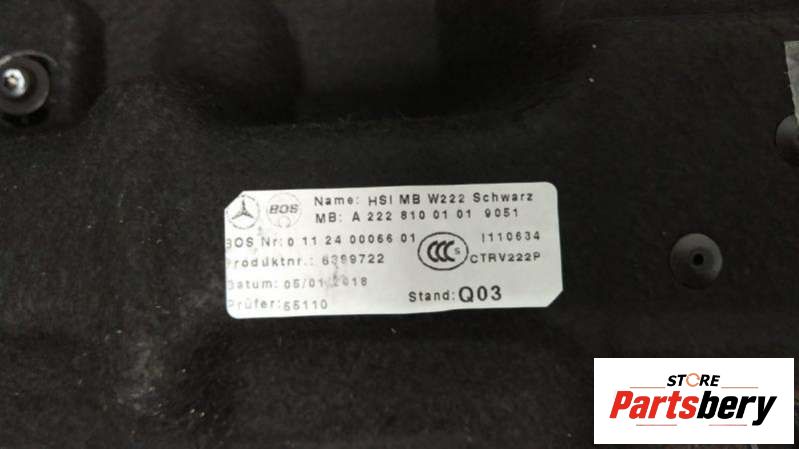 BOS
Name: HSI MB W222 Schwarz
MB: A 222 810 01 01 9051
BOS Nr: 0 11 24 00066 01
I110634
Produktnr.: 6399722
CCC S
CTRV222P
Datum: 05/01/2018
Prüfer: 55110
Stand: Q03
STORE
Partsbery